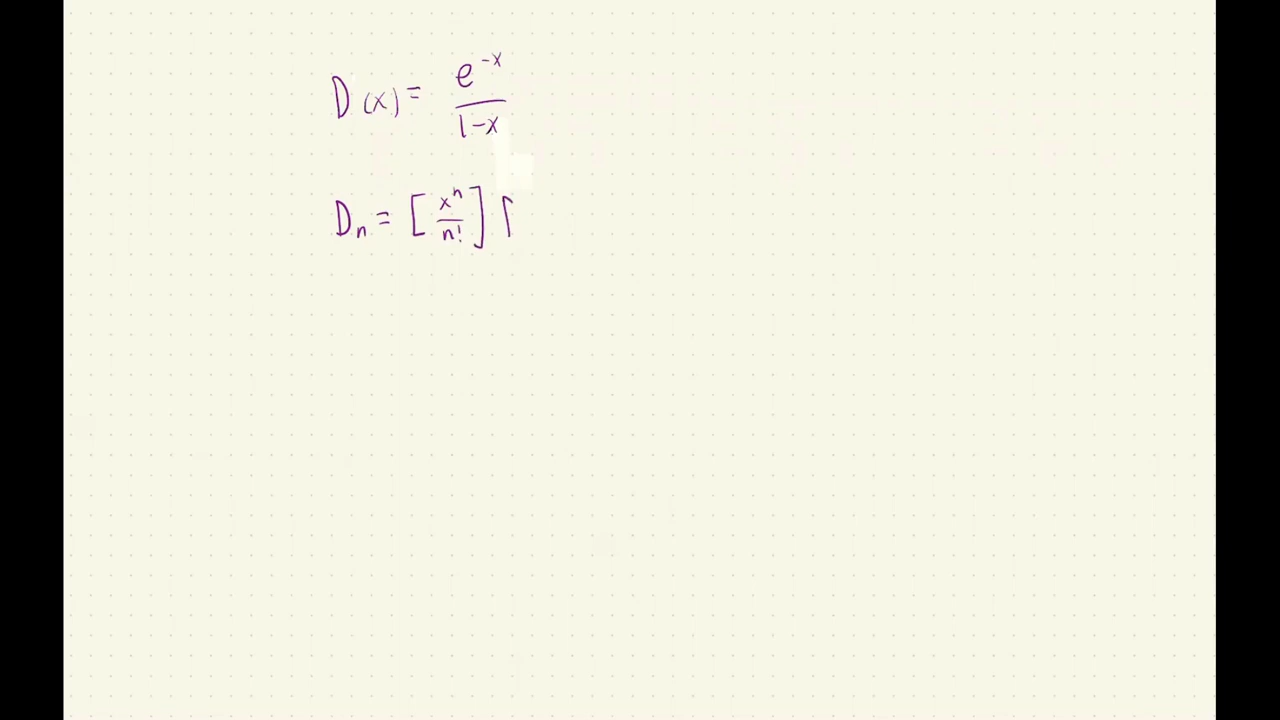 D(x) = e^{-x} / (1-x)
D_n = [x^n / n!]